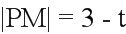 |PM| = 3 - t